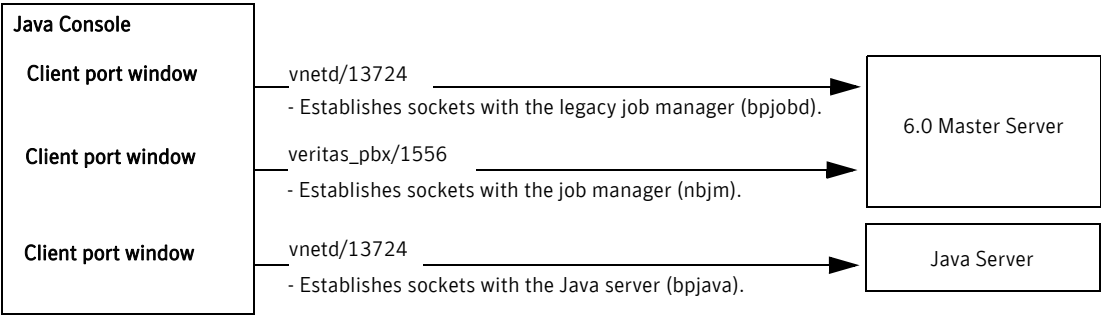 Java Console
Client port window
vnetd/13724
- Establishes sockets with the legacy job manager (bpjobd).
6.0 Master Server
Client port window
veritas_pbx/1556
- Establishes sockets with the job manager (nbjm).
Client port window
vnetd/13724
- Establishes sockets with the Java server (bpjava).
Java Server